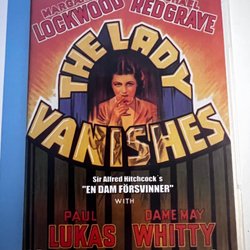 LOCKWOOD REDGRAVE
THE LADY
VANISHES
Sir Alfred Hitchcock´s
"EN DAM FÖRSVINNER"
WITH
PAUL DAME MAY
LUKAS WHITTY